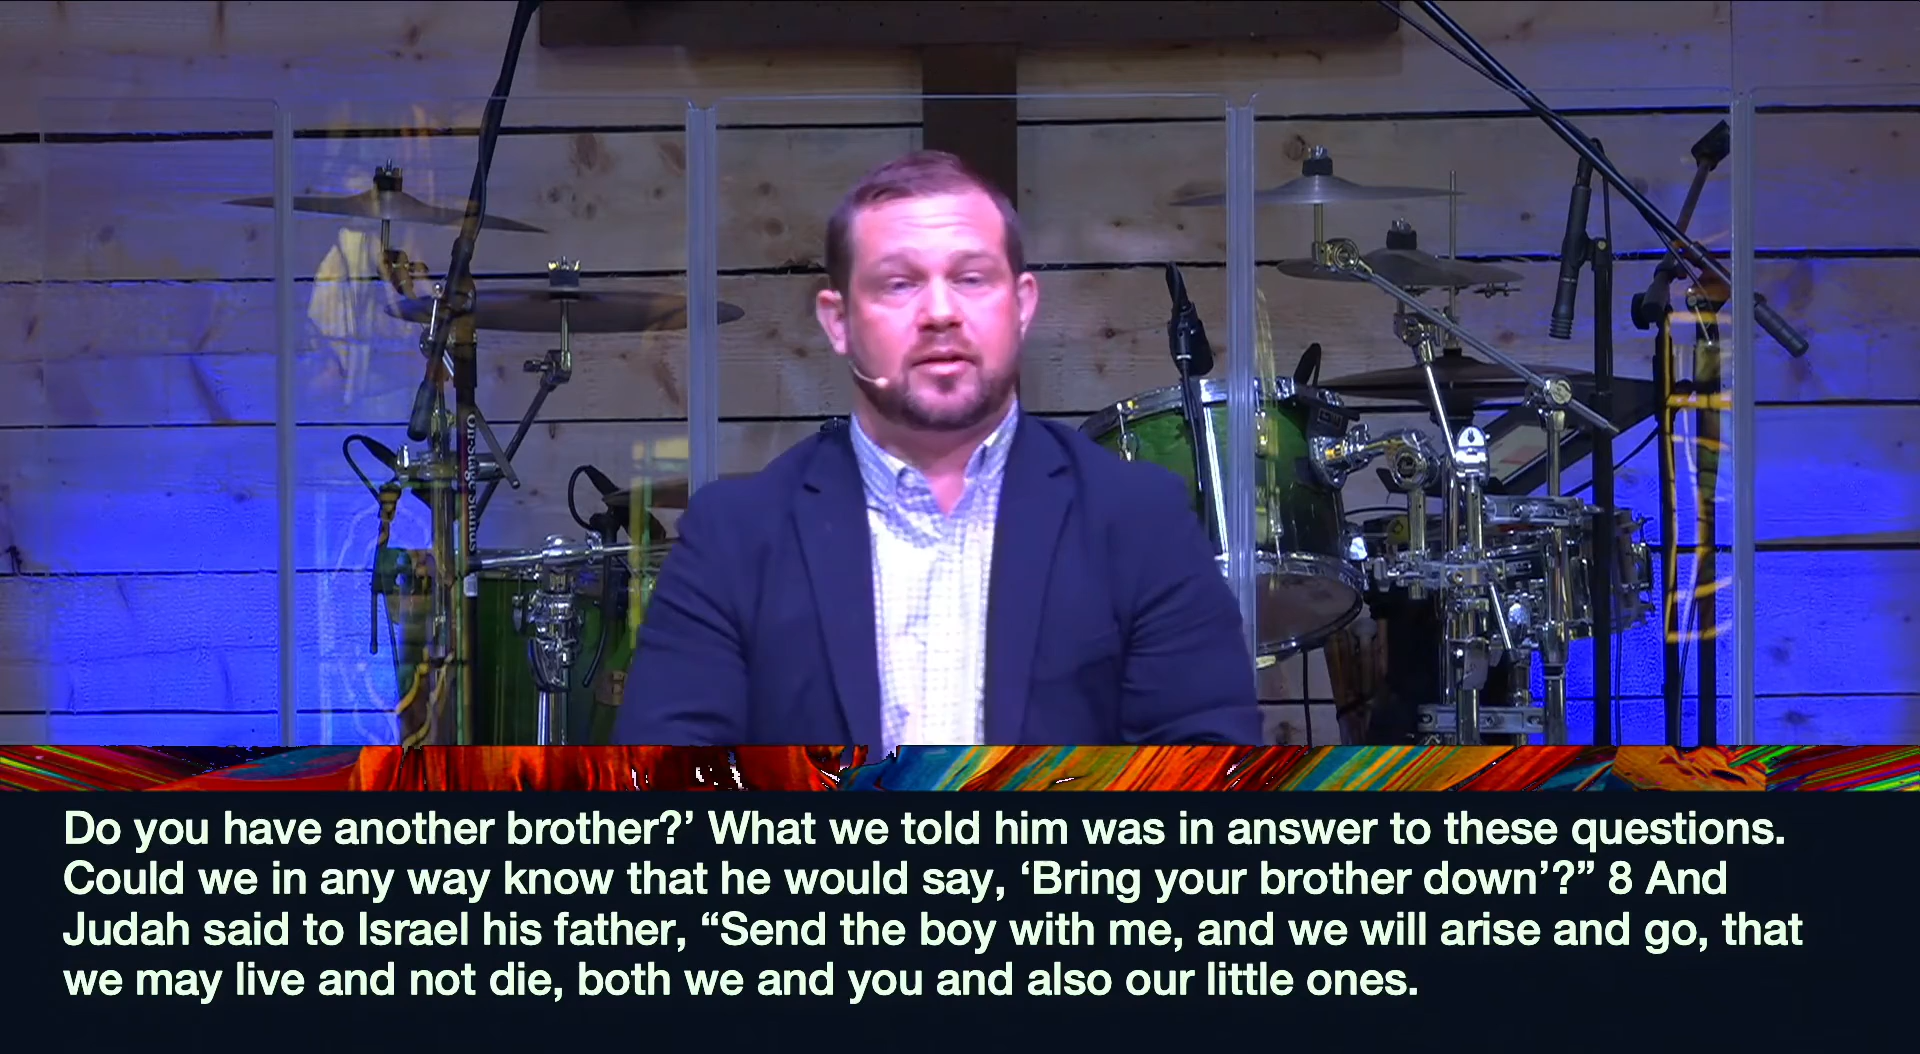 On-Stage Stands
Do you have another brother?’ What we told him was in answer to these questions.
Could we in any way know that he would say, ‘Bring your brother down’?” 8 And
Judah said to Israel his father, “Send the boy with me, and we will arise and go, that
we may live and not die, both we and you and also our little ones.